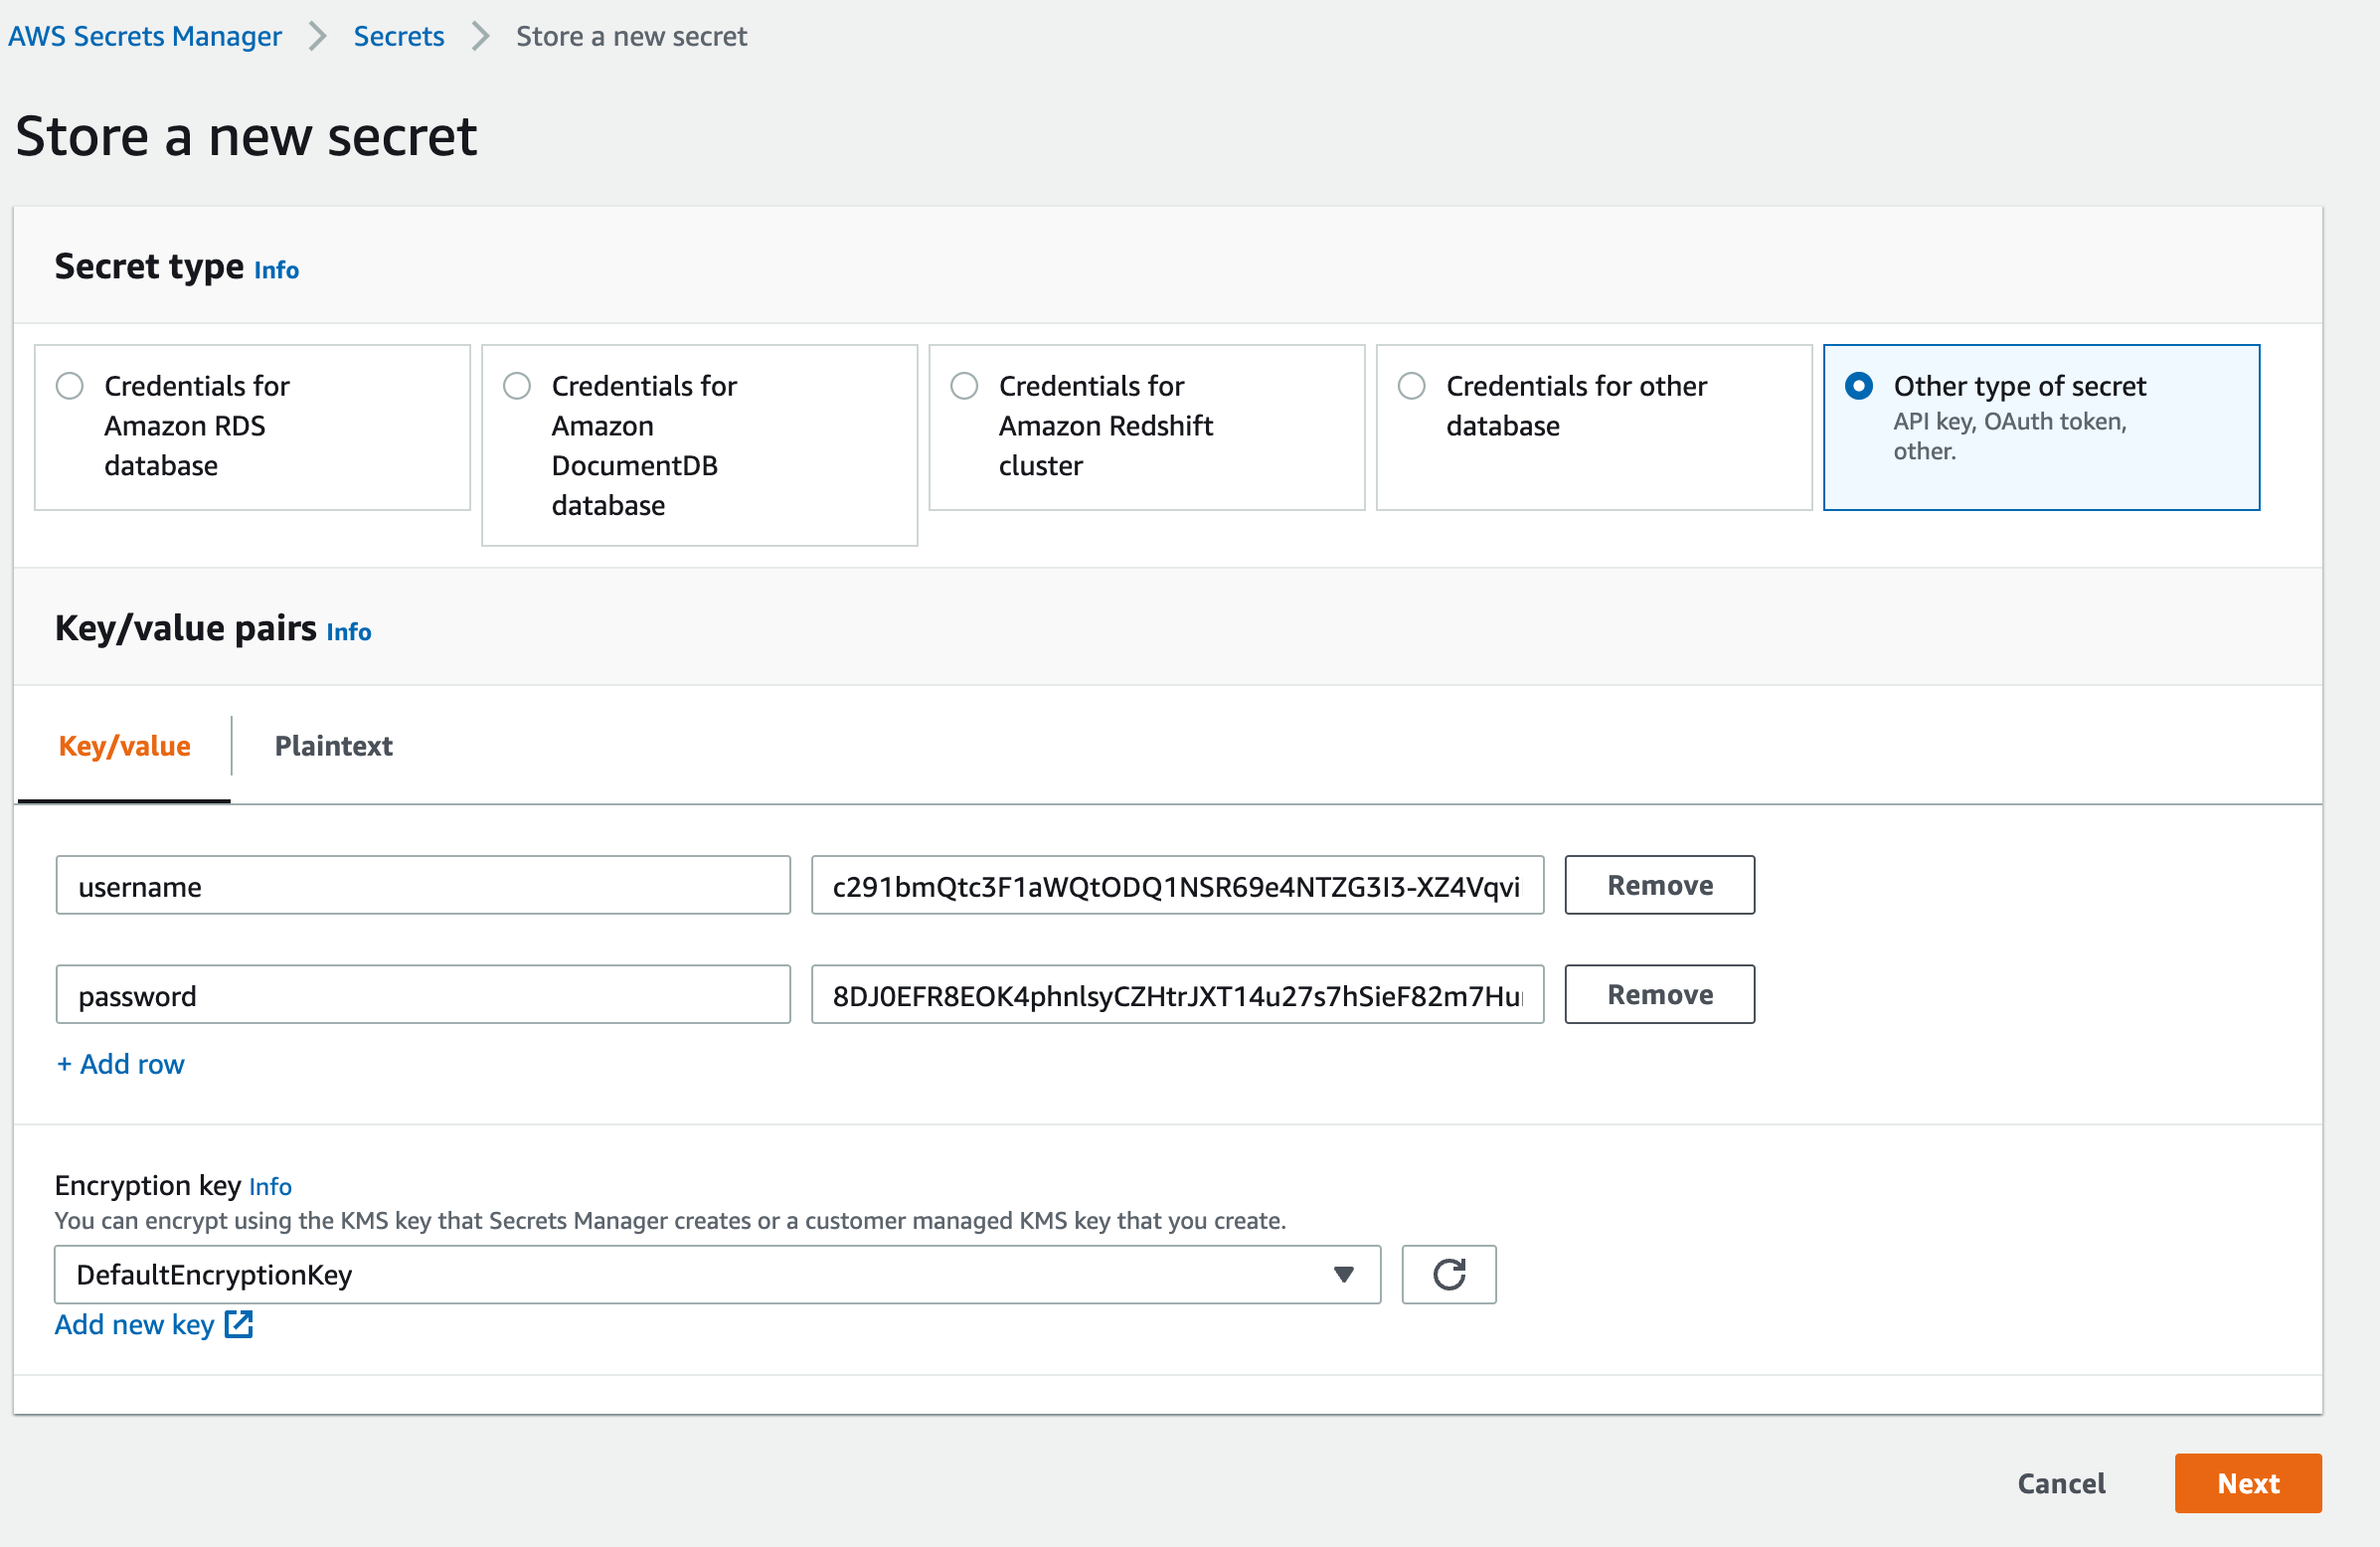 AWS Secrets Manager > Secrets > Store a new secret
Store a new secret
Secret type Info
Credentials for
Amazon RDS
database
Credentials for
Amazon
DocumentDB
database
Credentials for
Amazon Redshift
cluster
Credentials for other
database
Other type of secret
API key, OAuth token,
other.
Key/value pairs Info
Key/value
Plaintext
username
c291bmQtc3F1aWQtODQ1NSR69e4NTZG3I3-XZ4Vqvi
Remove
password
8DJ0EFR8EOK4phnlsyCZHtrJXT14u27s7hSieF82m7Hu
Remove
+ Add row
Encryption key Info
You can encrypt using the KMS key that Secrets Manager creates or a customer managed KMS key that you create.
DefaultEncryptionKey
Add new key
Cancel
Next